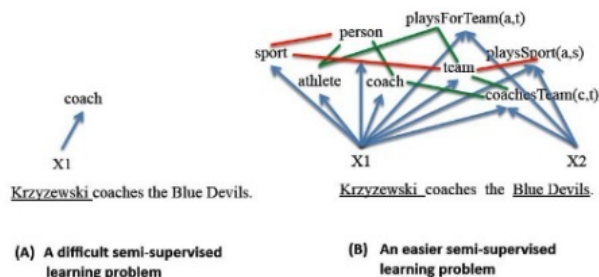 coach
X1
Krzyzewski coaches the Blue Devils.
(A) A difficult semi-supervised
learning problem
playsForTeam(a,t)
person
sport
playsSport(a,s)
team
athlete
coach
coachesTeam(c,t)
X1
X2
Krzyzewski coaches the Blue Devils.
(B) An easier semi-supervised
learning problem